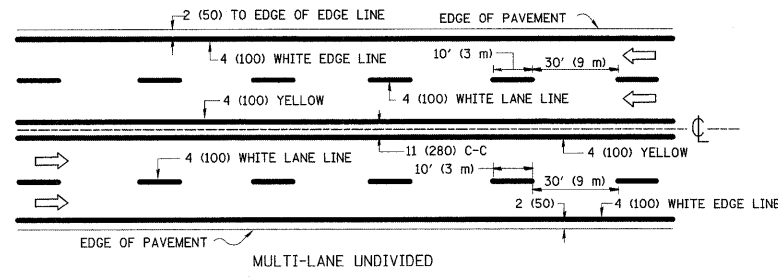 2 (50) TO EDGE OF EDGE LINE
EDGE OF PAVEMENT
4 (100) WHITE EDGE LINE
10' (3 m)
30' (9 m)
4 (100) YELLOW
4 (100) WHITE LANE LINE
CL
4 (100) WHITE LANE LINE
11 (280) C-C
4 (100) YELLOW
10' (3 m)
30' (9 m)
2 (50)
4 (100) WHITE EDGE LINE
EDGE OF PAVEMENT
MULTI-LANE UNDIVIDED